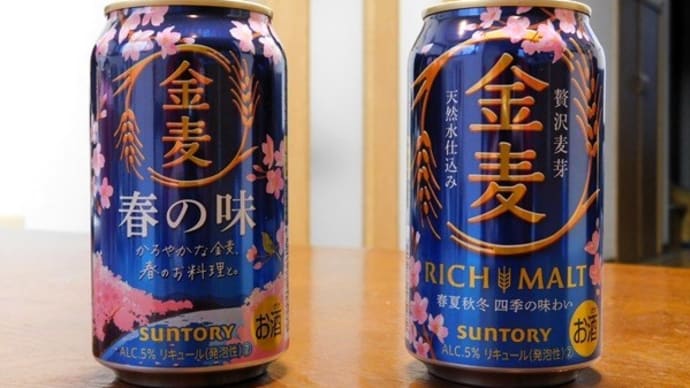 金麦
春の味
かろやかな金麦、
春のお料理と。
SUNTORY
お酒
ALC.5% リキュール(発泡性)②
贅沢麦芽
金麦
天然水仕込み
RICH MALT
春夏秋冬 四季の味わい
SUNTORY
お酒
ALC.5% リキュール(発泡性)②